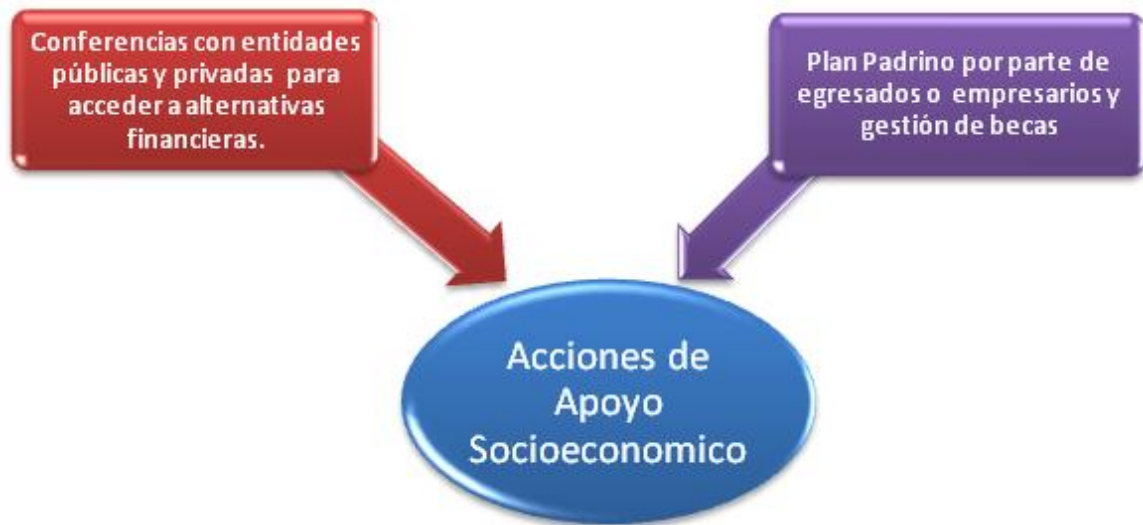 Conferencias con entidades
públicas y privadas para
acceder a alternativas
financieras.
Plan Padrino por parte de
egresados o empresarios y
gestión de becas
Acciones de
Apoyo
Socioeconomico